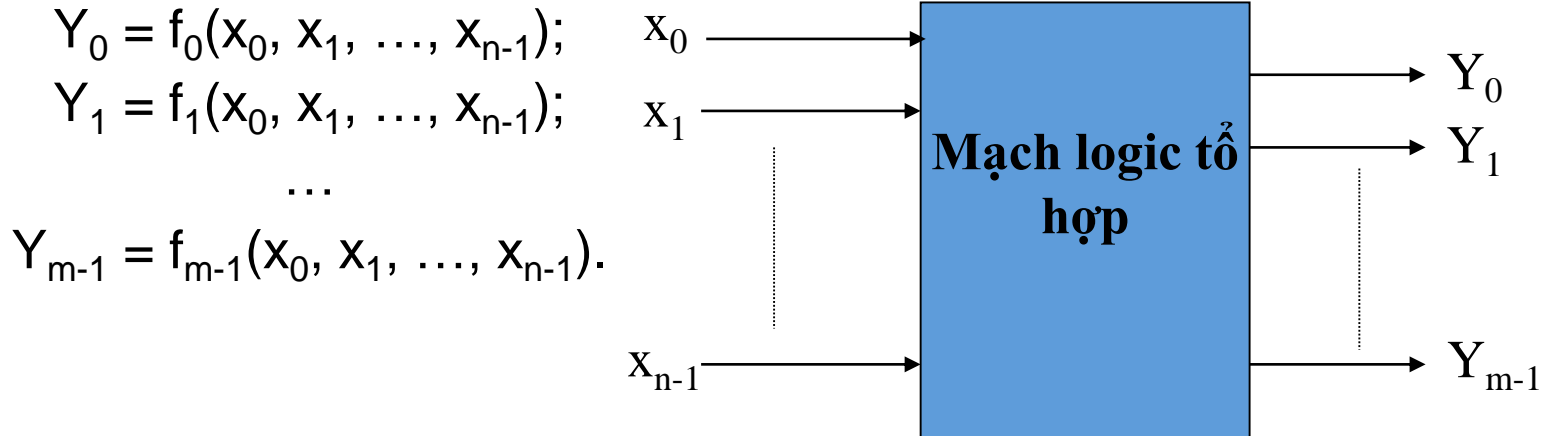 Y₀ = f₀(x₀, x₁, …, xₙ₋₁);
Y₁ = f₁(x₀, x₁, …, xₙ₋₁);
…
Yₘ₋₁ = fₘ₋₁(x₀, x₁, …, xₙ₋₁).
x₀
x₁
xₙ₋₁
Mạch logic tổ
hợp
Y₀
Y₁
Yₘ₋₁